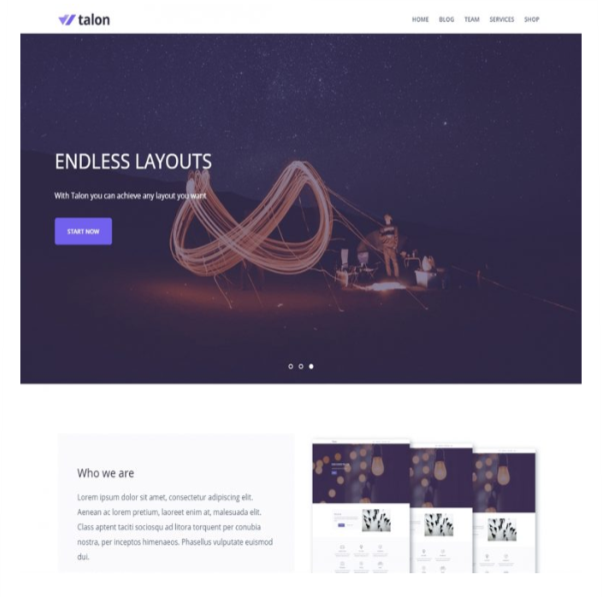 talon
HOME BLOG TEAM SERVICES SHOP
ENDLESS LAYOUTS
With Talon you can achieve any layout you want
START NOW
Who we are
Lorem ipsum dolor sit amet, consectetur adipiscing elit.
Aenean ac lorem pretium, laoreet enim at, malesuada elit.
Class aptent taciti sociosqu ad litora torquent per conubia
nostra, per inceptos himenaeos. Phasellus vulputate euismod
dui.